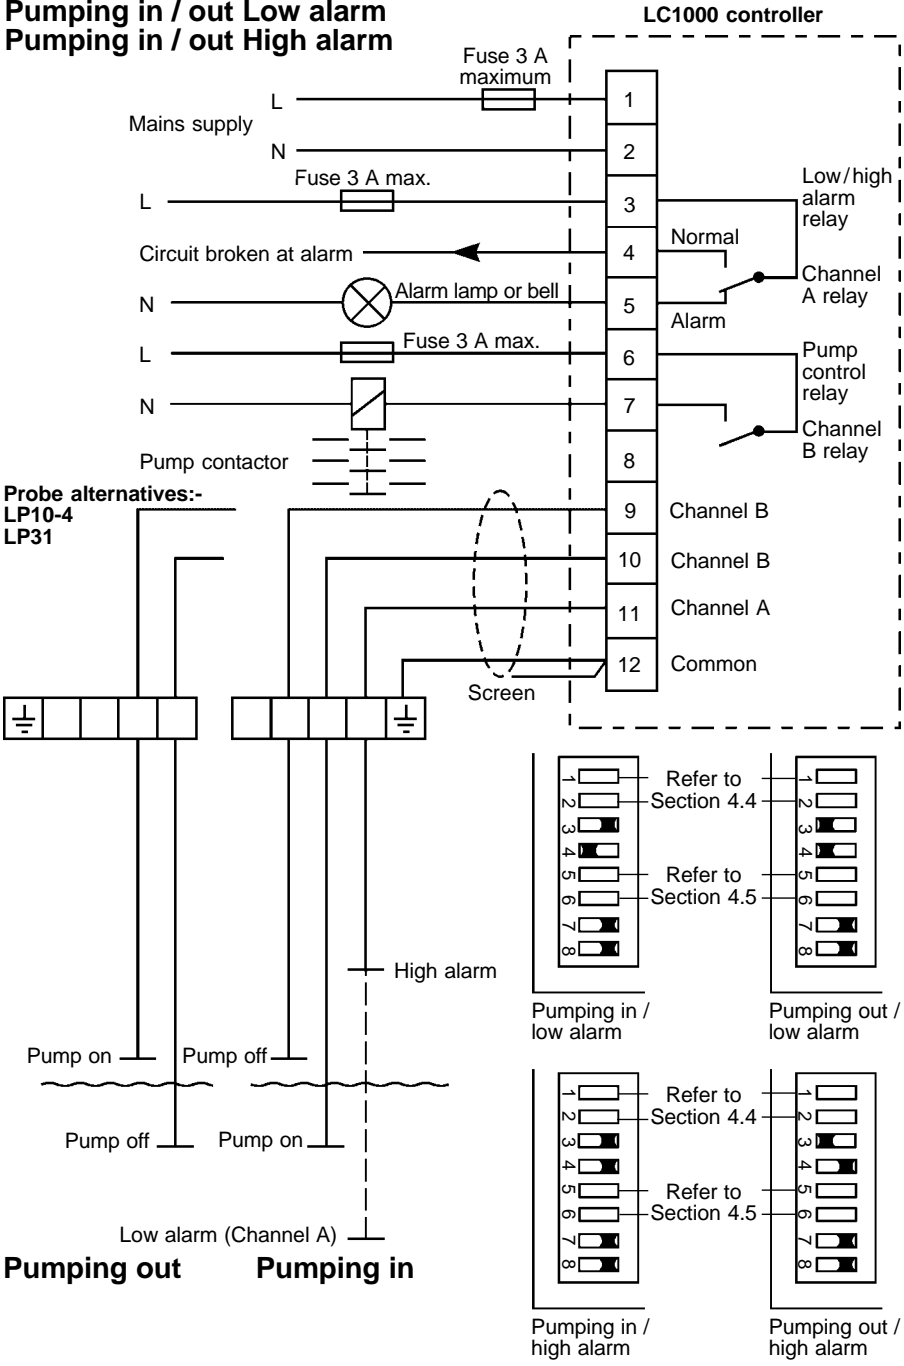 Pumping in / out Low alarm
Pumping in / out High alarm
LC1000 controller
Fuse 3 A
maximum
L
1
Mains supply
N
2
Fuse 3 A max.
L
3
Low/high
alarm
relay
Circuit broken at alarm
4
Normal
Channel
A relay
N
Alarm lamp or bell
5
Alarm
L
Fuse 3 A max.
6
Pump
control
relay
N
7
Channel
B relay
Pump contactor
8
Probe alternatives:-
LP10-4
LP31
9
Channel B
10
Channel B
11
Channel A
12
Common
Screen
1
2
3
4
5
6
7
8
Refer to
Section 4.4
Refer to
Section 4.5
1
2
3
4
5
6
7
8
Pumping in /
low alarm
Pumping out /
low alarm
High alarm
Pump on
Pump off
Pump off
Pump on
Low alarm (Channel A)
Pumping out
Pumping in
1
2
3
4
5
6
7
8
Refer to
Section 4.4
Refer to
Section 4.5
1
2
3
4
5
6
7
8
Pumping in /
high alarm
Pumping out /
high alarm